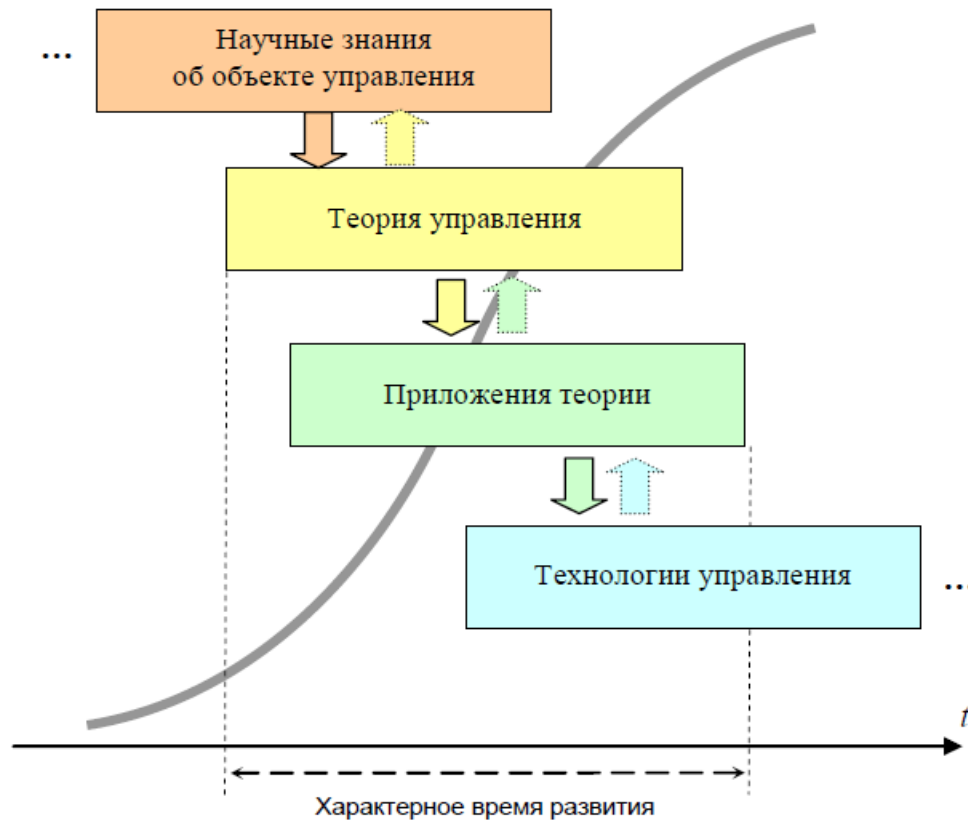 ...
Научные знания
об объекте управления
Теория управления
Приложения теории
Технологии управления
...
t
Характерное время развития